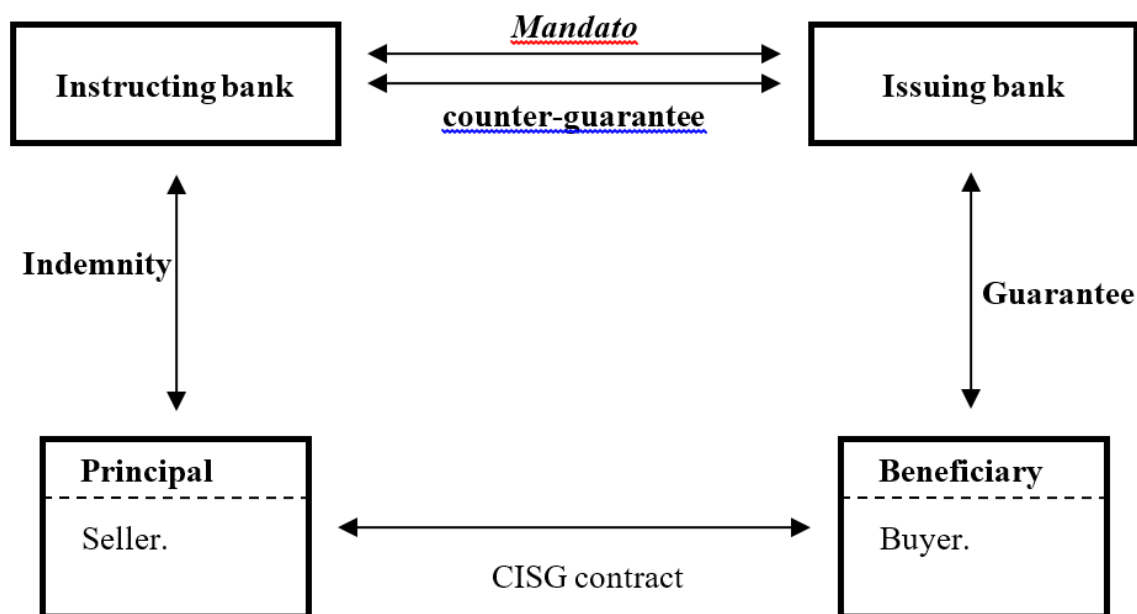 Mandato
Instructing bank
Issuing bank
counter-guarantee
Indemnity
Guarantee
Principal
Beneficiary
Seller.
Buyer.
CISG contract